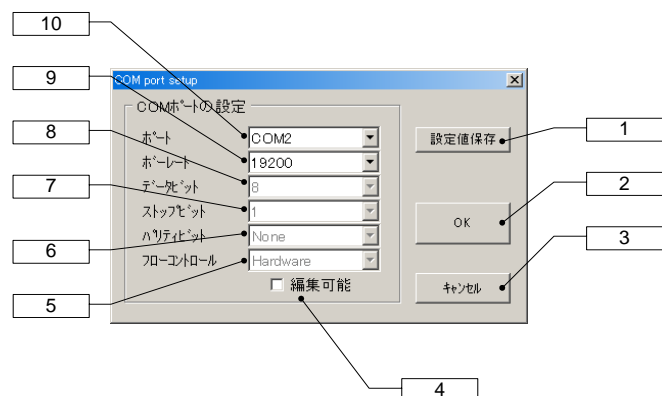 10
9
8
7
6
5
COM port setup
COMポートの設定
ポート
COM2
ボーレート
19200
データビット
8
ストップビット
1
パリティビット
None
フローコントロール
Hardware
編集可能
設定値保存
OK
キャンセル
1
2
3
4